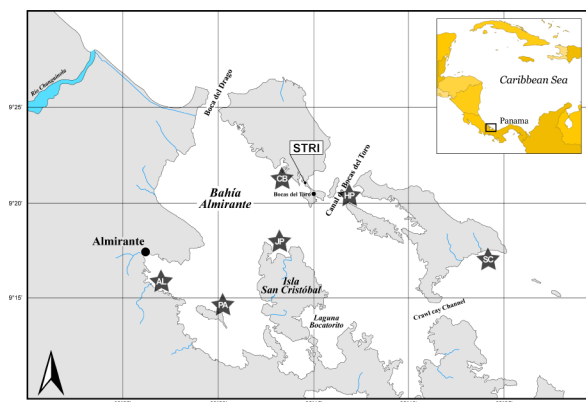 Río Changuinola
Boca del Drago
Caribbean Sea
Panama
9°25'
STRI
CB
Bocas del Toro
Canal de Bocas del Toro
HP
Bahía
Almirante
9°20'
Almirante
JP
SC
AL
Isla
San Cristóbal
PA
9°15'
Laguna
Bocatorito
Crawl cay Channel